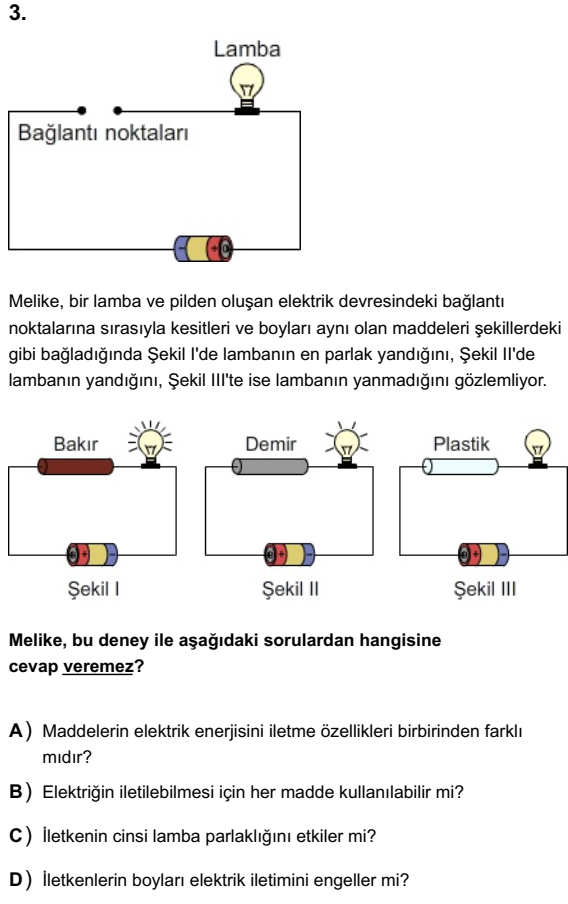 3.
Lamba
Bağlantı noktaları
Melike, bir lamba ve pilden oluşan elektrik devresindeki bağlantı
noktalarına sırasıyla kesitleri ve boyları aynı olan maddeleri şekillerdeki
gibi bağladığında Şekil I'de lambanın en parlak yandığını, Şekil II'de
lambanın yandığını, Şekil III'te ise lambanın yanmadığını gözlemliyor.
Bakır
Demir
Plastik
Şekil I
Şekil II
Şekil III
Melike, bu deney ile aşağıdaki sorulardan hangisine
cevap veremez?
A) Maddelerin elektrik enerjisini iletme özellikleri birbirinden farklı
mıdır?
B) Elektriğin iletilebilmesi için her madde kullanılabilir mi?
C) İletkenin cinsi lamba parlaklığını etkiler mi?
D) İletkenlerin boyları elektrik iletimini engeller mi?